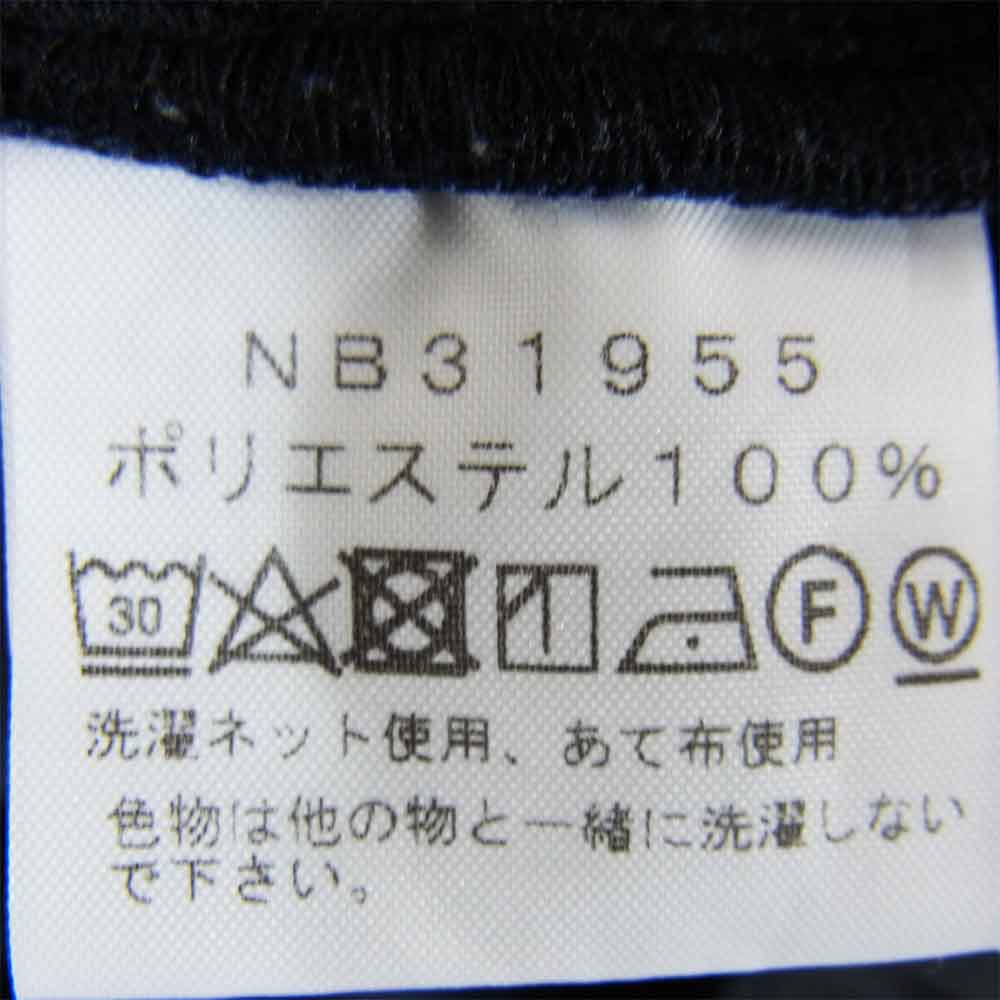 NB31955
ポリエステル100%
30 F W
洗濯ネット使用、あて布使用
色物は他の物と一緒に洗濯しない
で下さい。